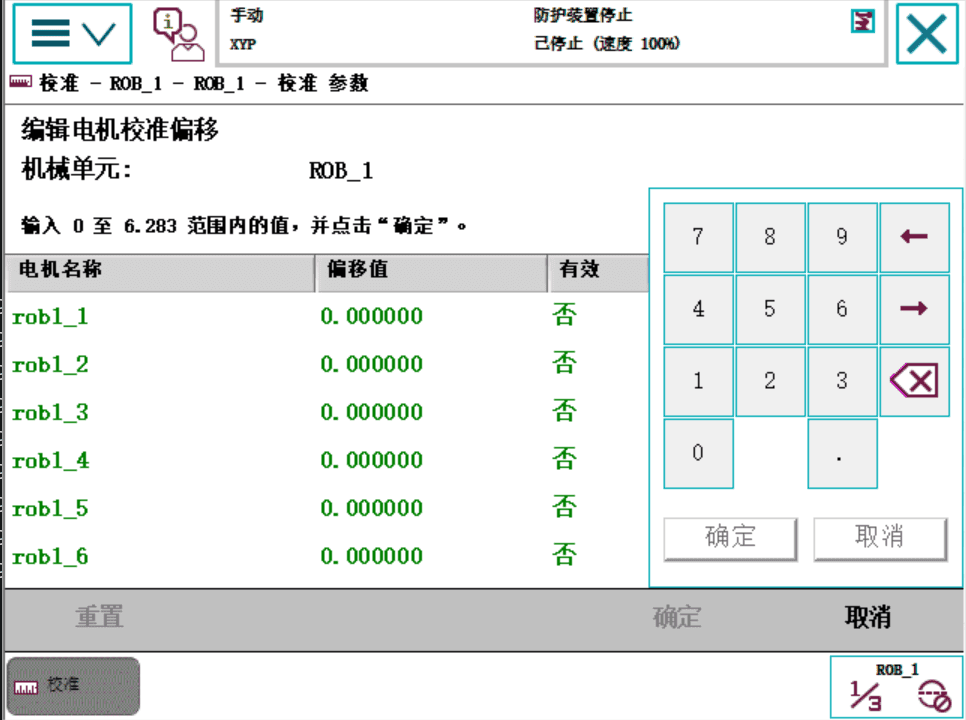 手动
防护装置停止
XYP
已停止 (速度 100%)
校准 - ROB_1 - ROB_1 - 校准 参数
编辑电机校准偏移
机械单元: ROB_1
输入 0 至 6.283 范围内的值，并点击“确定”。
电机名称 偏移值 有效
rob1_1 0.000000 否
rob1_2 0.000000 否
rob1_3 0.000000 否
rob1_4 0.000000 否
rob1_5 0.000000 否
rob1_6 0.000000 否
7 8 9 ←
4 5 6 →
1 2 3
0 .
确定 取消
重置 确定 取消
校准
ROB_1
1/3